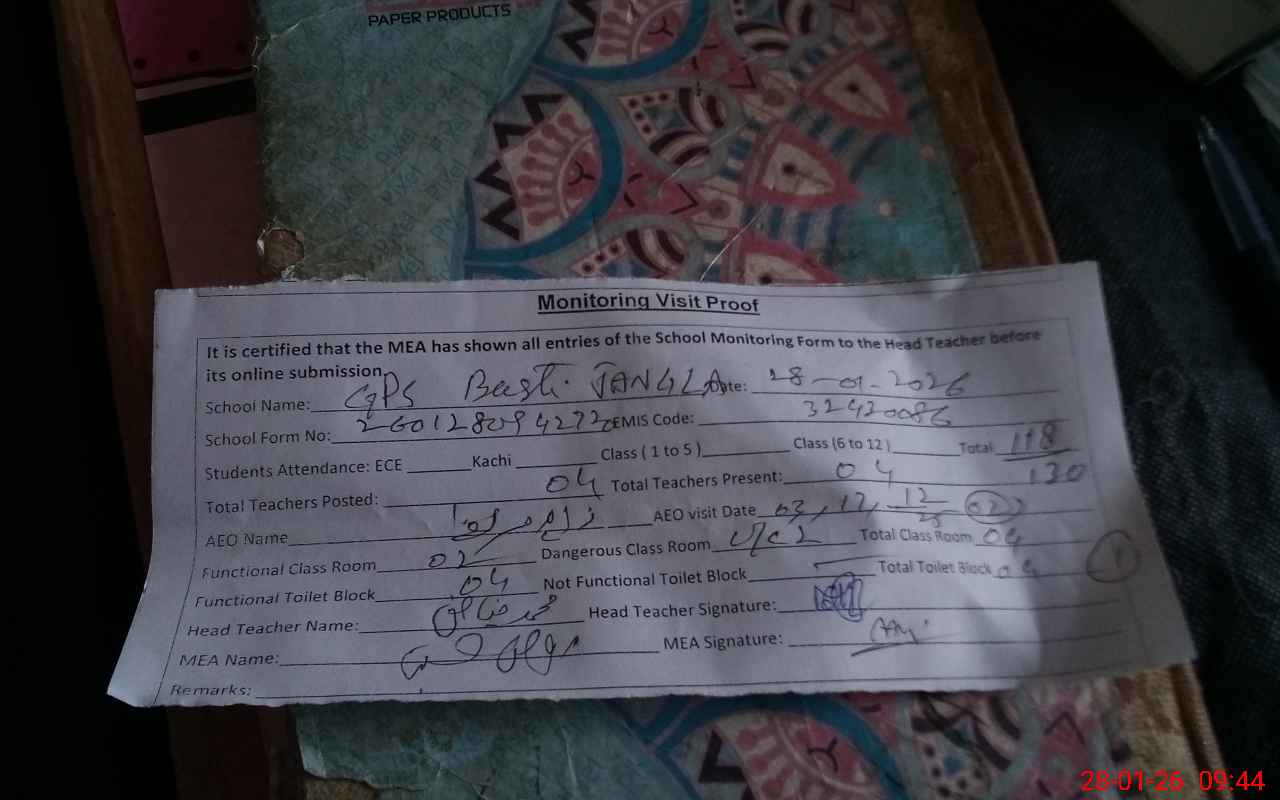 PAPER PRODUCTS
Monitoring Visit Proof
It is certified that the MEA has shown all entries of the School Monitoring Form to the Head Teacher before
its online submission.
School Name: GPS Basti JANGLA Date: 28-01-2026
School Form No: EMIS Code: 32420086
Students Attendance: ECE Kachi Class ( 1 to 5 ) Class (6 to 12 ) Total 118
130
Total Teachers Posted: 04 Total Teachers Present: 04
AEO Name AEO visit Date 03, 12,
Functional Class Room 02 Dangerous Class Room Total Class Room 04
Functional Toilet Block 04 Not Functional Toilet Block Total Toilet Block 04
Head Teacher Name: Head Teacher Signature:
MEA Name: MEA Signature:
Remarks:
28-01-26 09:44